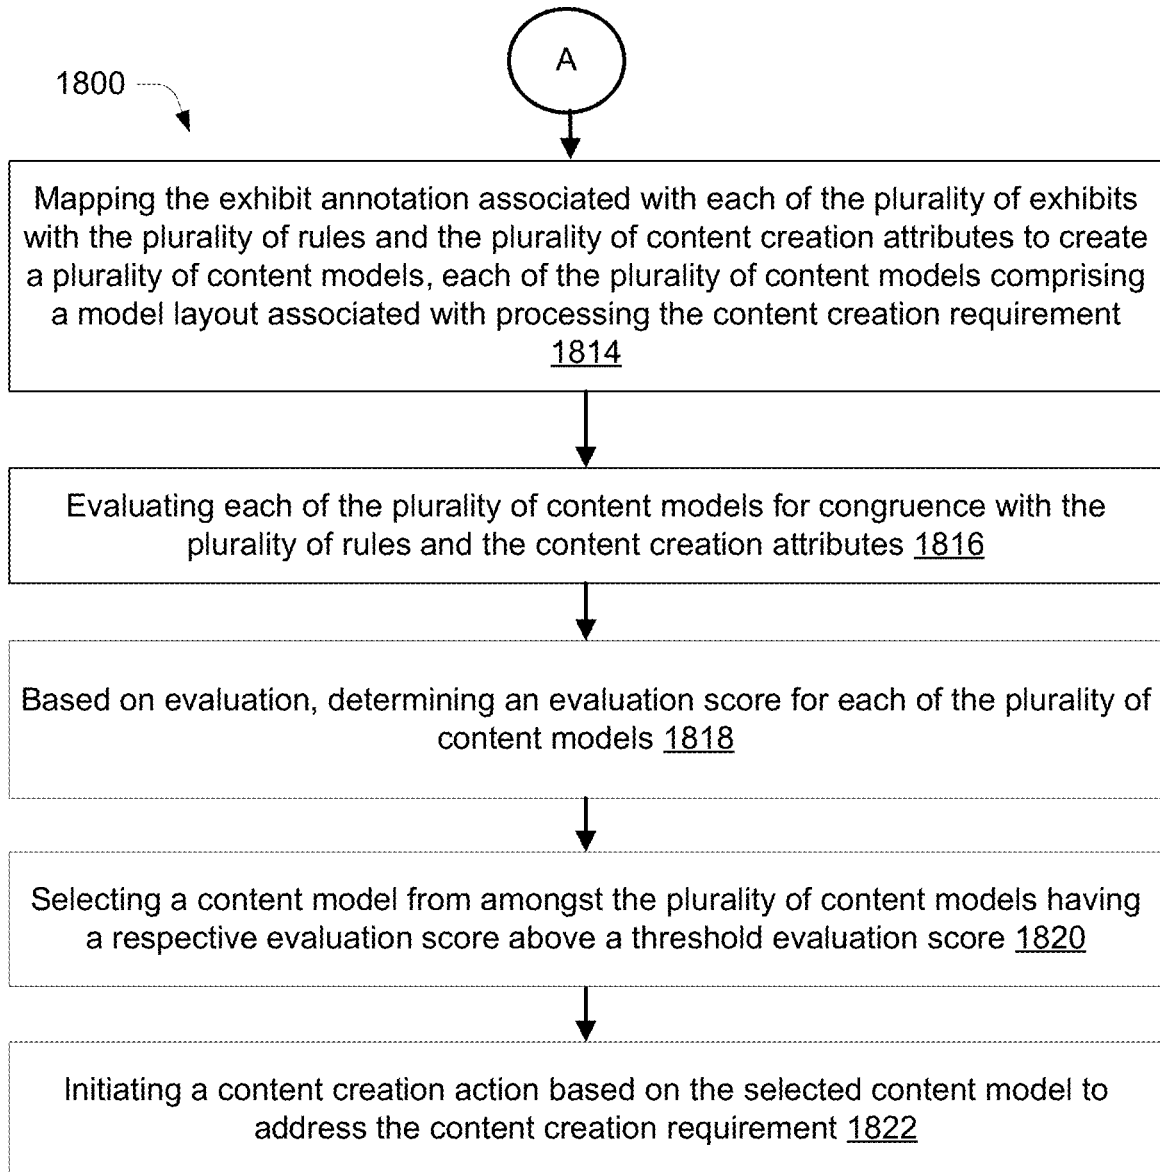 A
1800
Mapping the exhibit annotation associated with each of the plurality of exhibits
with the plurality of rules and the plurality of content creation attributes to create
a plurality of content models, each of the plurality of content models comprising
a model layout associated with processing the content creation requirement
1814
Evaluating each of the plurality of content models for congruence with the
plurality of rules and the content creation attributes 1816
Based on evaluation, determining an evaluation score for each of the plurality of
content models 1818
Selecting a content model from amongst the plurality of content models having
a respective evaluation score above a threshold evaluation score 1820
Initiating a content creation action based on the selected content model to
address the content creation requirement 1822